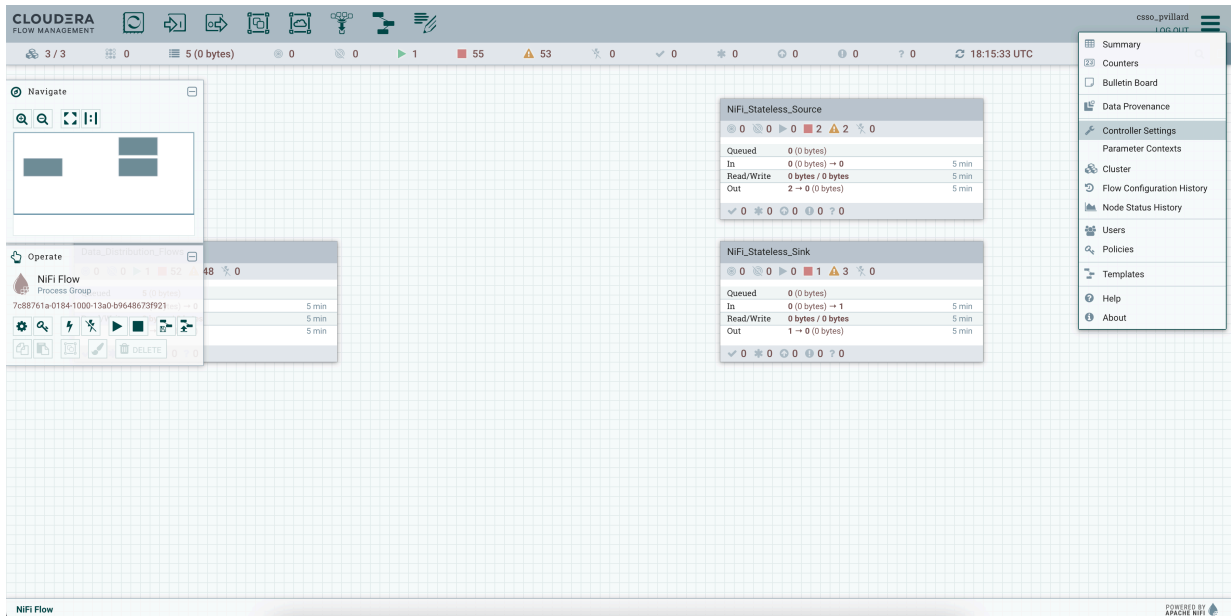 CLOUDERA
FLOW MANAGEMENT
csso_pvillard
LOG OUT
3 / 3 0 5 (0 bytes) 0 0 1 55 53 0 0 0 0 0 ? 0 18:15:33 UTC
Summary
Counters
Bulletin Board
Data Provenance
Controller Settings
Parameter Contexts
Cluster
Flow Configuration History
Node Status History
Users
Policies
Templates
Help
About
Navigate
Operate
NiFi Flow
Process Group
7c88761a-0184-1000-13a0-b9648673f921
DELETE
Data_Distribution_Flows
0 0 1 52 48 0
5 min
5 min
5 min
NiFi_Stateless_Source
0 0 0 2 2 0
Queued 0 (0 bytes)
In 0 (0 bytes) → 0 5 min
Read/Write 0 bytes / 0 bytes 5 min
Out 2 → 0 (0 bytes) 5 min
0 0 0 0 ? 0
NiFi_Stateless_Sink
0 0 0 1 3 0
Queued 0 (0 bytes)
In 0 (0 bytes) → 1 5 min
Read/Write 0 bytes / 0 bytes 5 min
Out 1 → 0 (0 bytes) 5 min
0 0 0 0 ? 0
NiFi Flow
POWERED BY
APACHE NIFI